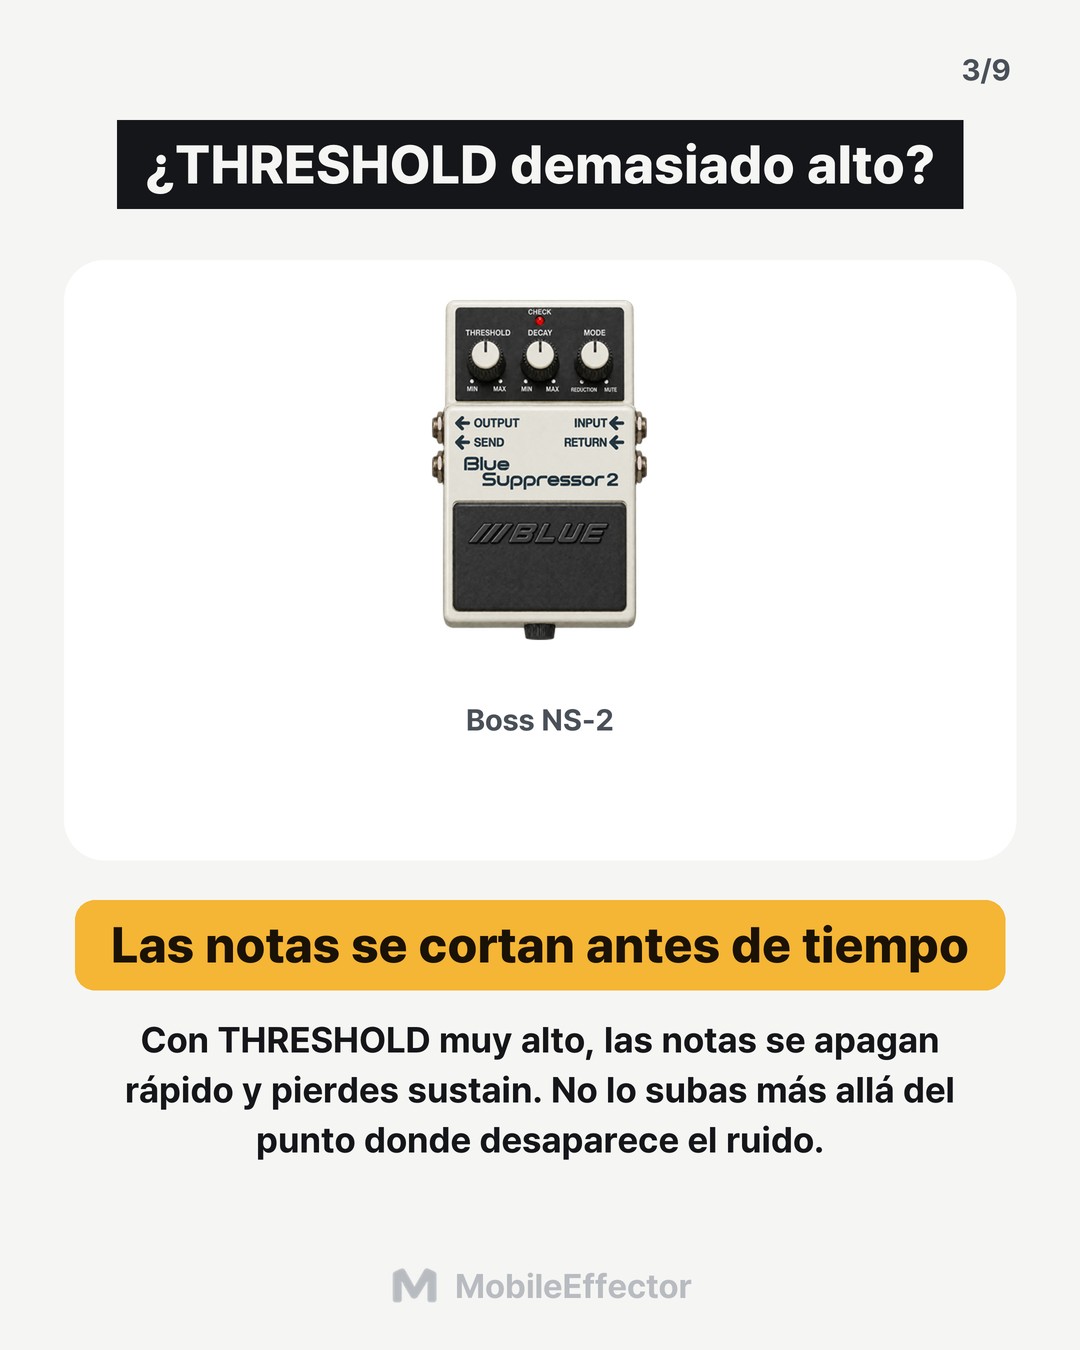 3/9
¿THRESHOLD demasiado alto?
CHECK
THRESHOLD DECAY MODE
MIN MAX MIN MAX REDUCTION MUTE
OUTPUT INPUT
SEND RETURN
Blue
Suppressor 2
BLUE
Boss NS-2
Las notas se cortan antes de tiempo
Con THRESHOLD muy alto, las notas se apagan
rápido y pierdes sustain. No lo subas más allá del
punto donde desaparece el ruido.
MobileEffector